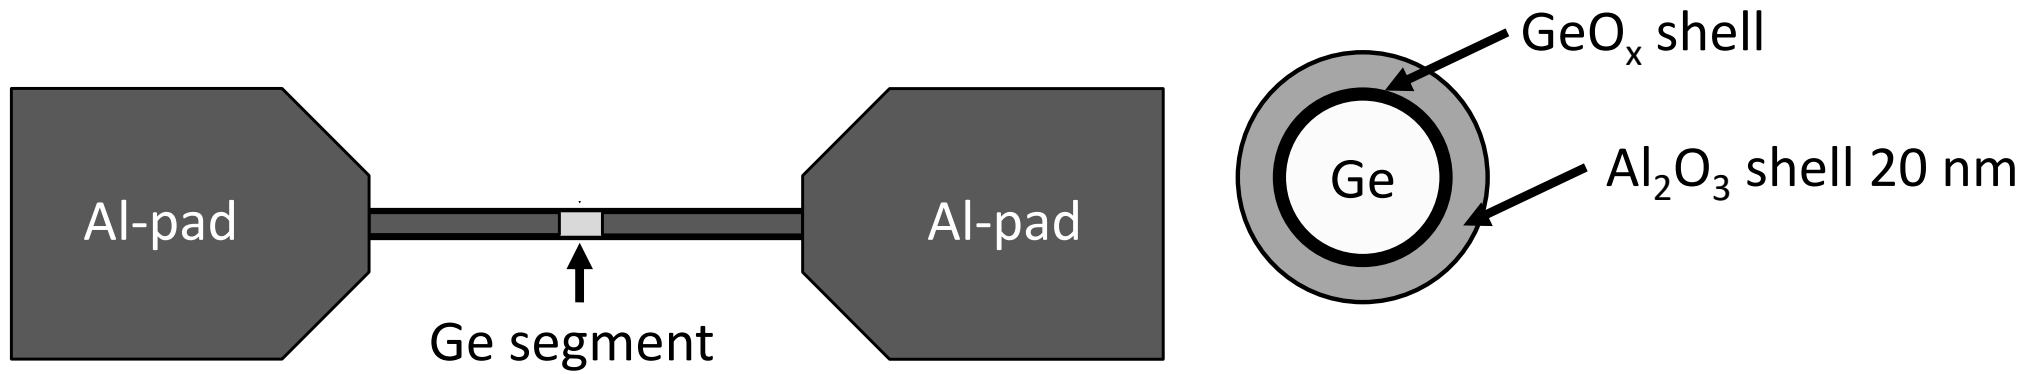 Al-pad
Ge segment
Al-pad
GeOₓ shell
Ge
Al₂O₃ shell 20 nm